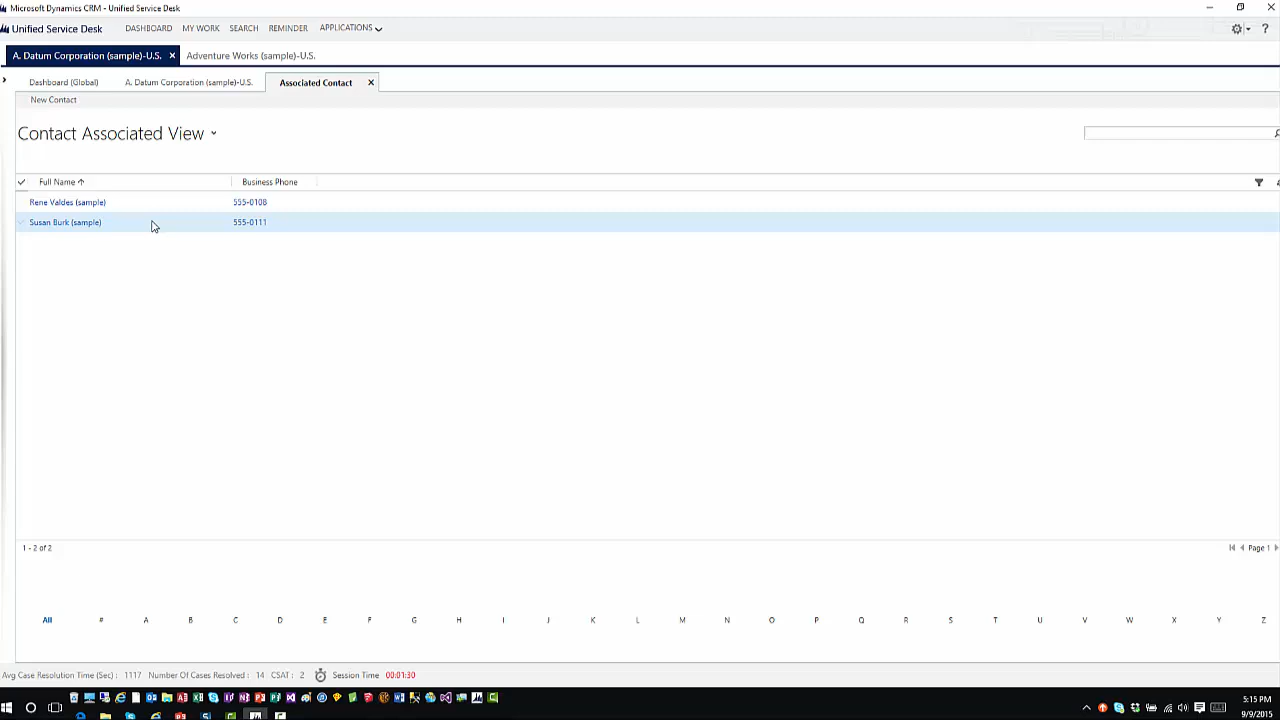 Microsoft Dynamics CRM - Unified Service Desk
Unified Service Desk DASHBOARD MY WORK SEARCH REMINDER APPLICATIONS ?
A. Datum Corporation (sample)-U.S. Adventure Works (sample)-U.S.
Dashboard (Global) A. Datum Corporation (sample)-U.S. Associated Contact
New Contact
Contact Associated View
Full Name Business Phone
Rene Valdes (sample) 555-0108
Susan Burk (sample) 555-0111
1 - 2 of 2 Page 1
All # A B C D E F G H I J K L M N O P Q R S T U V W X Y Z
Avg Case Resolution Time (Sec) : 1117 Number Of Cases Resolved : 14 CSAT : 2 Session Time 00:01:30
5:15 PM
9/9/2015